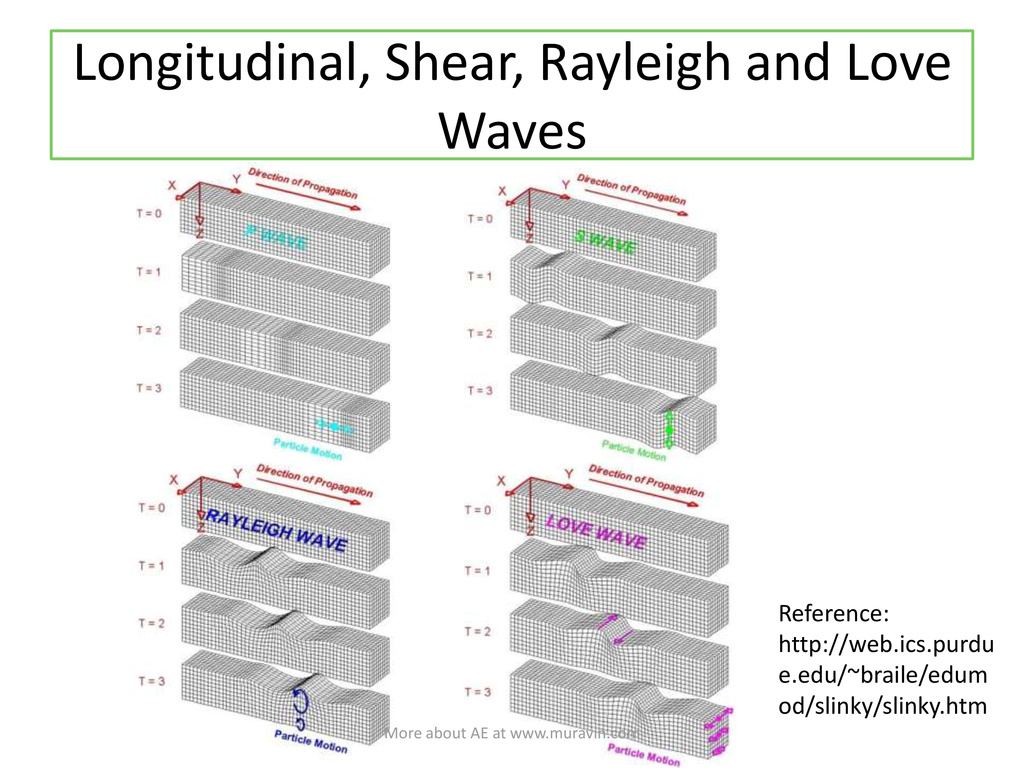 Longitudinal, Shear, Rayleigh and Love
Waves
X
Y
Direction of Propagation
Z
T = 0
P WAVE
T = 1
T = 2
T = 3
Particle Motion
X
Y
Direction of Propagation
Z
T = 0
S WAVE
T = 1
T = 2
T = 3
Particle Motion
X
Y
Direction of Propagation
Z
T = 0
RAYLEIGH WAVE
T = 1
T = 2
T = 3
Particle Motion
X
Y
Direction of Propagation
Z
T = 0
LOVE WAVE
T = 1
T = 2
T = 3
Particle Motion
Reference:
http://web.ics.purdu
e.edu/~braile/edum
od/slinky/slinky.htm
More about AE at www.muravin.com